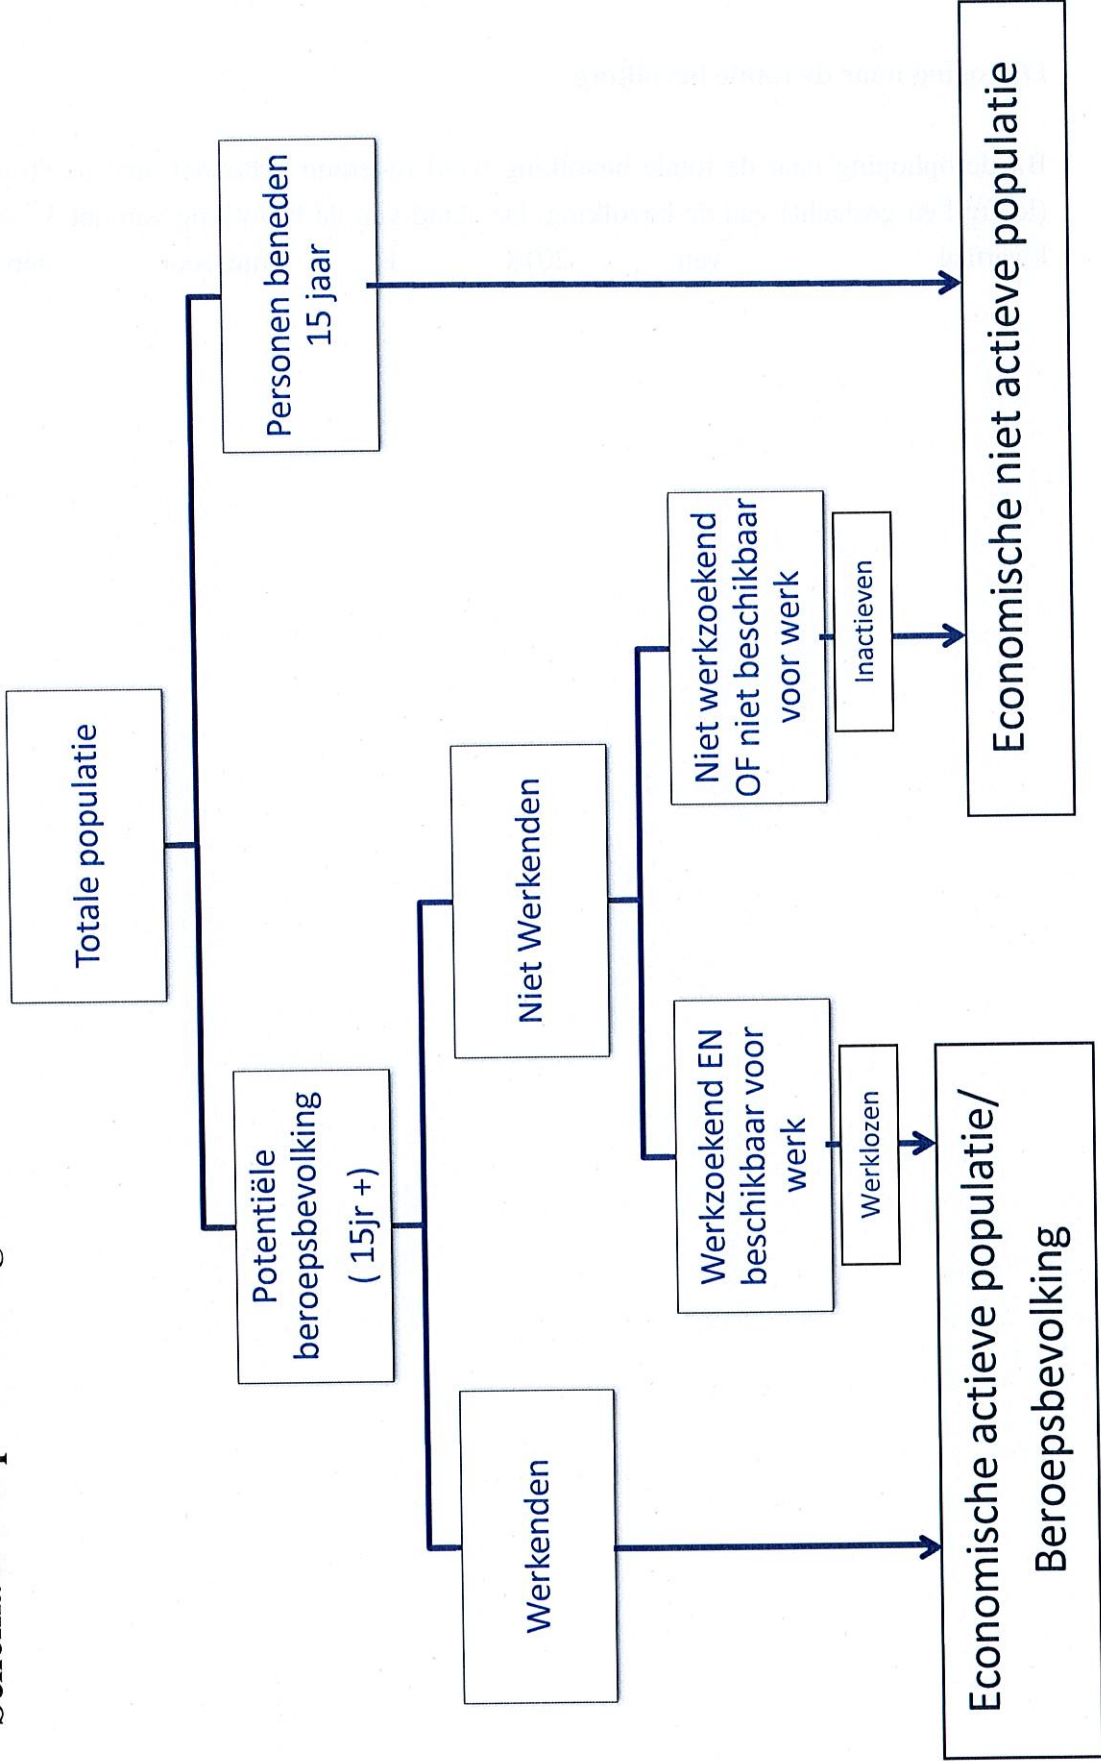 Totale populatie
Potentiële
beroepsbevolking
( 15jr +)
Personen beneden
15 jaar
Werkenden
Niet Werkenden
Werkzoekend EN
beschikbaar voor
werk
Niet werkzoekend
OF niet beschikbaar
voor werk
Werklozen
Inactieven
Economische actieve populatie/
Beroepsbevolking
Economische niet actieve populatie